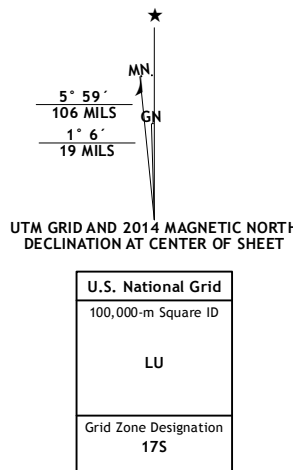 MN.
5° 59´
106 MILS
GN
1° 6´
19 MILS
UTM GRID AND 2014 MAGNETIC NORTH
DECLINATION AT CENTER OF SHEET
U.S. National Grid
100,000-m Square ID
LU
Grid Zone Designation
17S